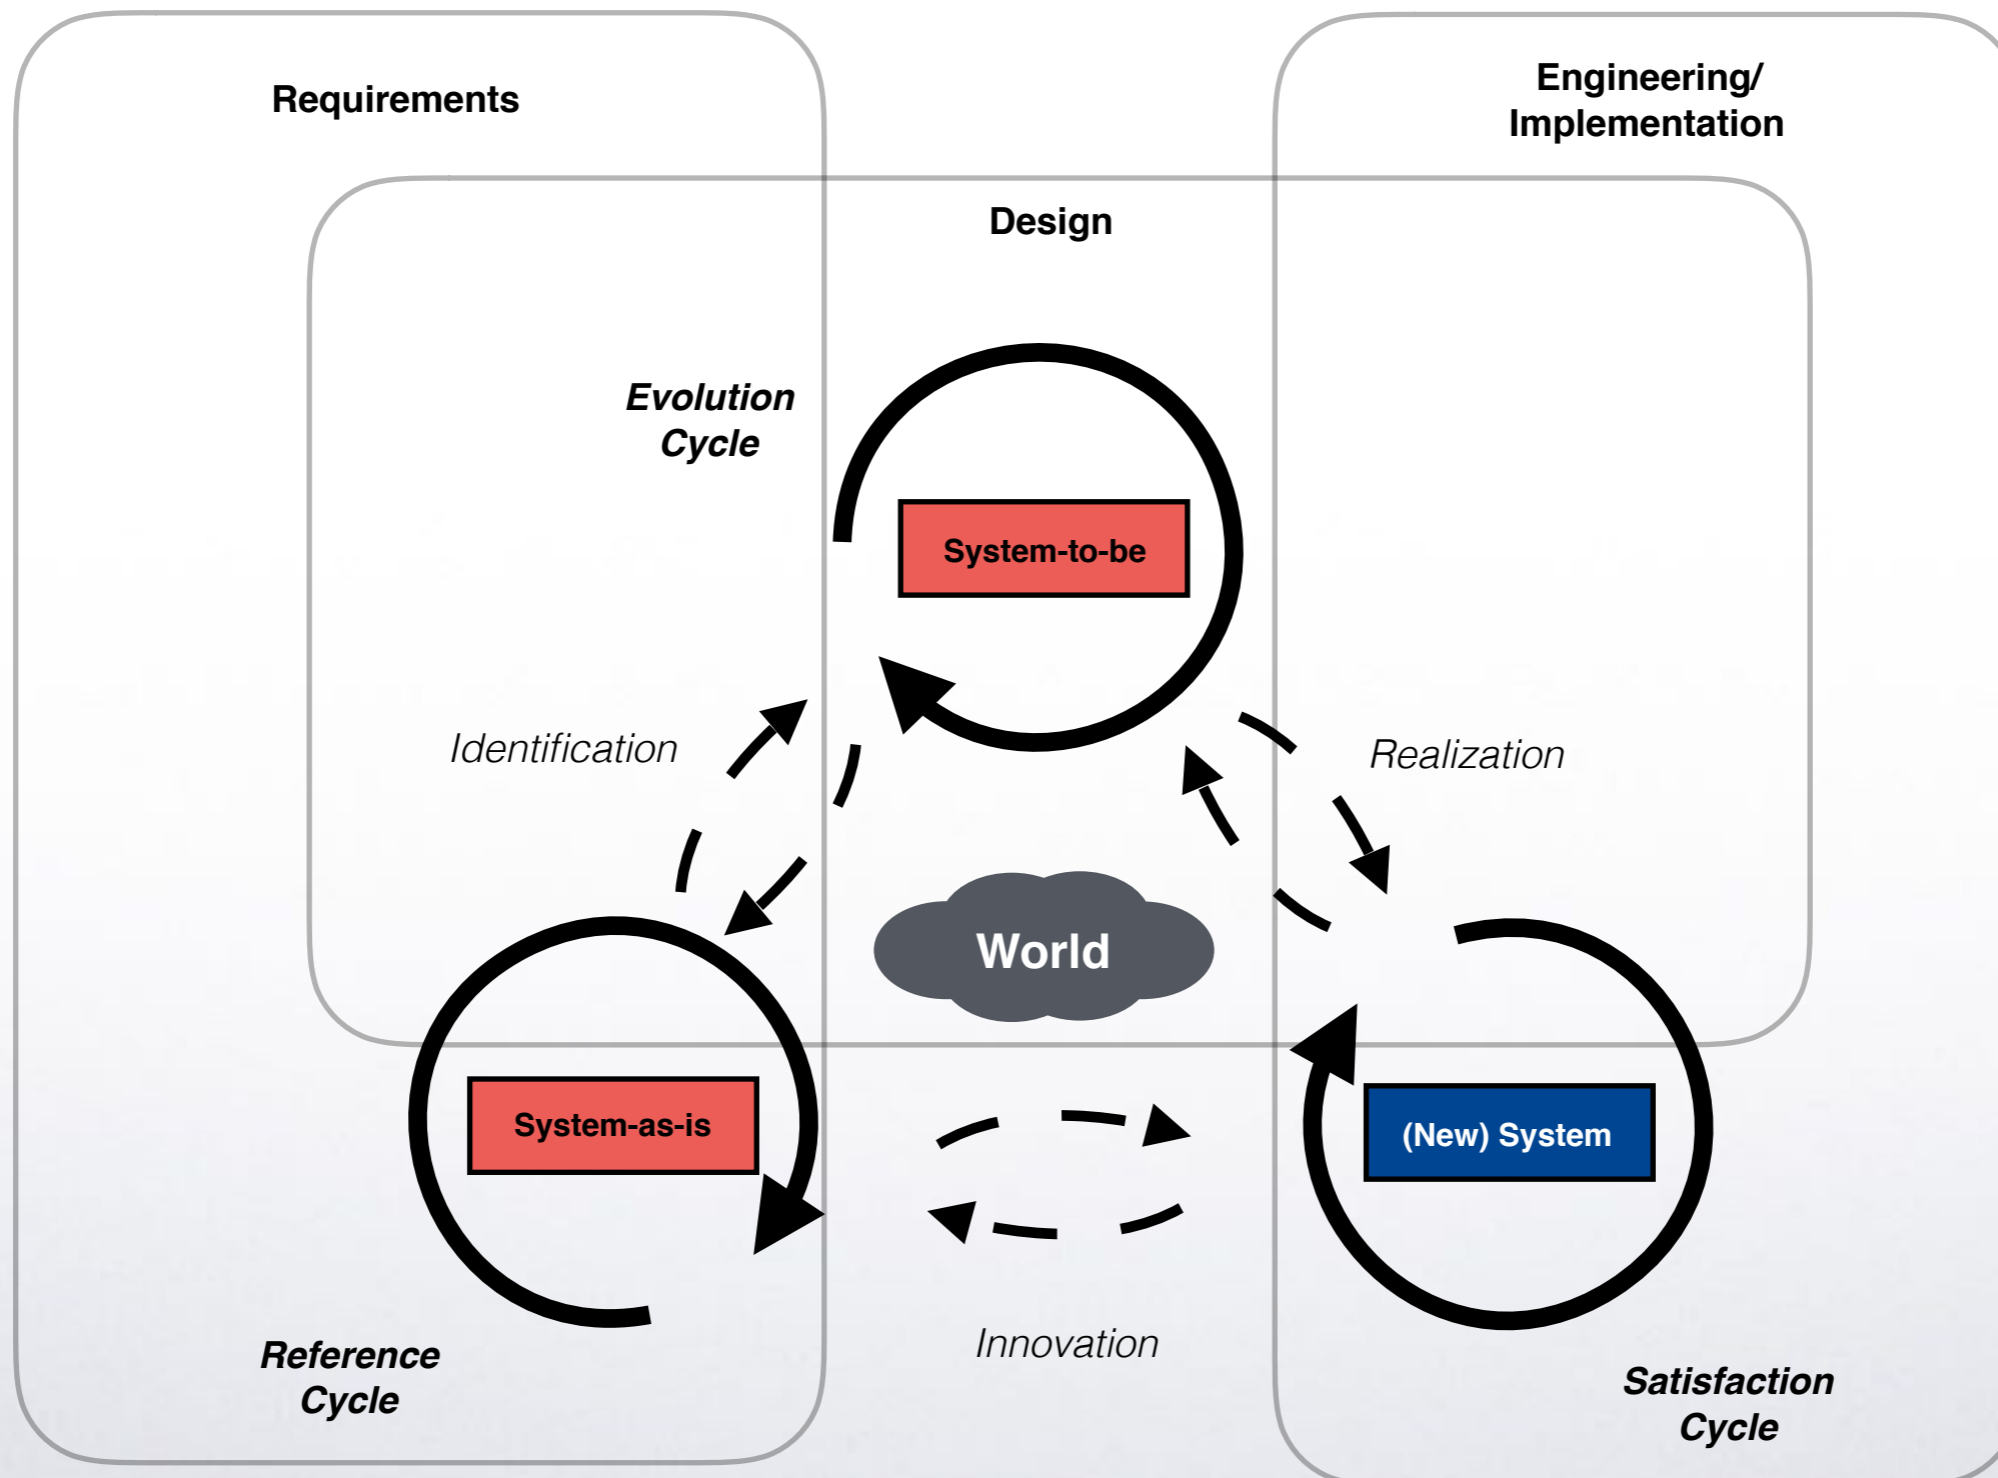 Requirements
Engineering/
Implementation
Design
Evolution
Cycle
System-to-be
Identification
Realization
World
System-as-is
(New) System
Innovation
Reference
Cycle
Satisfaction
Cycle